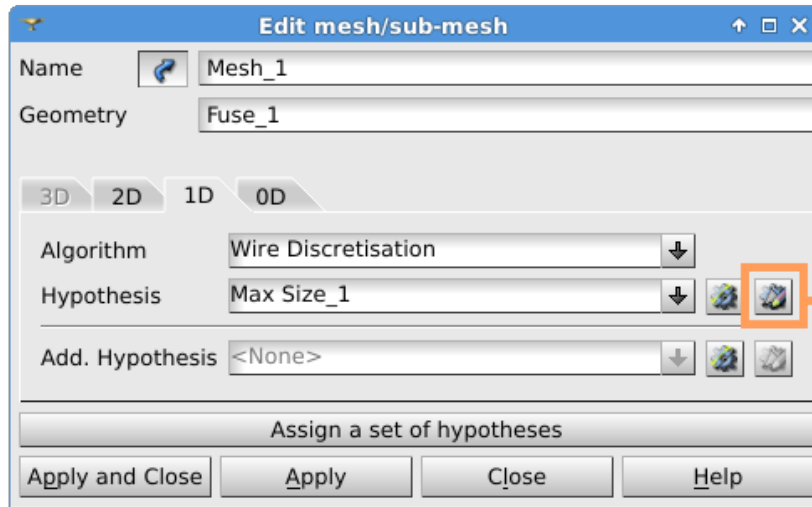 Edit mesh/sub-mesh
Name Mesh_1
Geometry Fuse_1
3D 2D 1D 0D
Algorithm Wire Discretisation
Hypothesis Max Size_1
Add. Hypothesis <None>
Assign a set of hypotheses
Apply and Close Apply Close Help